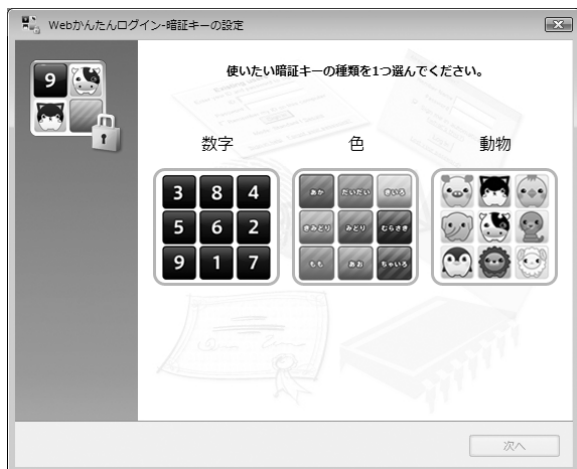 Webかんたんログイン-暗証キーの設定
9
使いたい暗証キーの種類を1つ選んでください。
数字 色 動物
3 8 4 あか だいだい きいろ
5 6 2 きみどり みどり むらさき
9 1 7 もも あお ちゃいろ
次へ